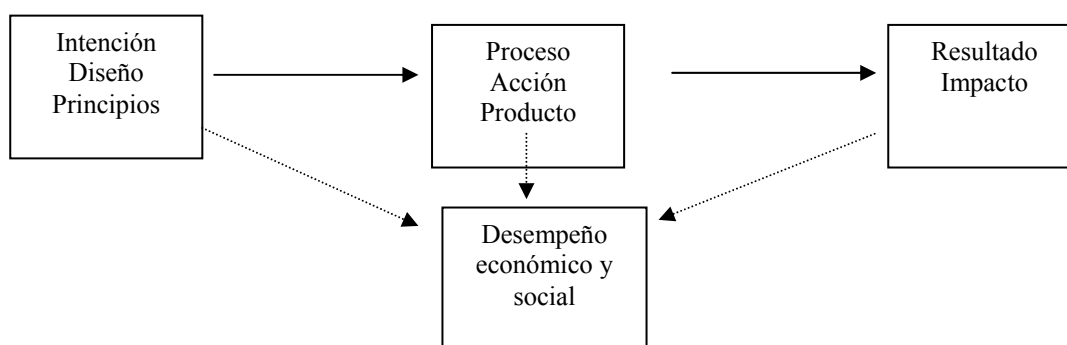 Intención
Diseño
Principios
Proceso
Acción
Producto
Resultado
Impacto
Desempeño
económico y
social